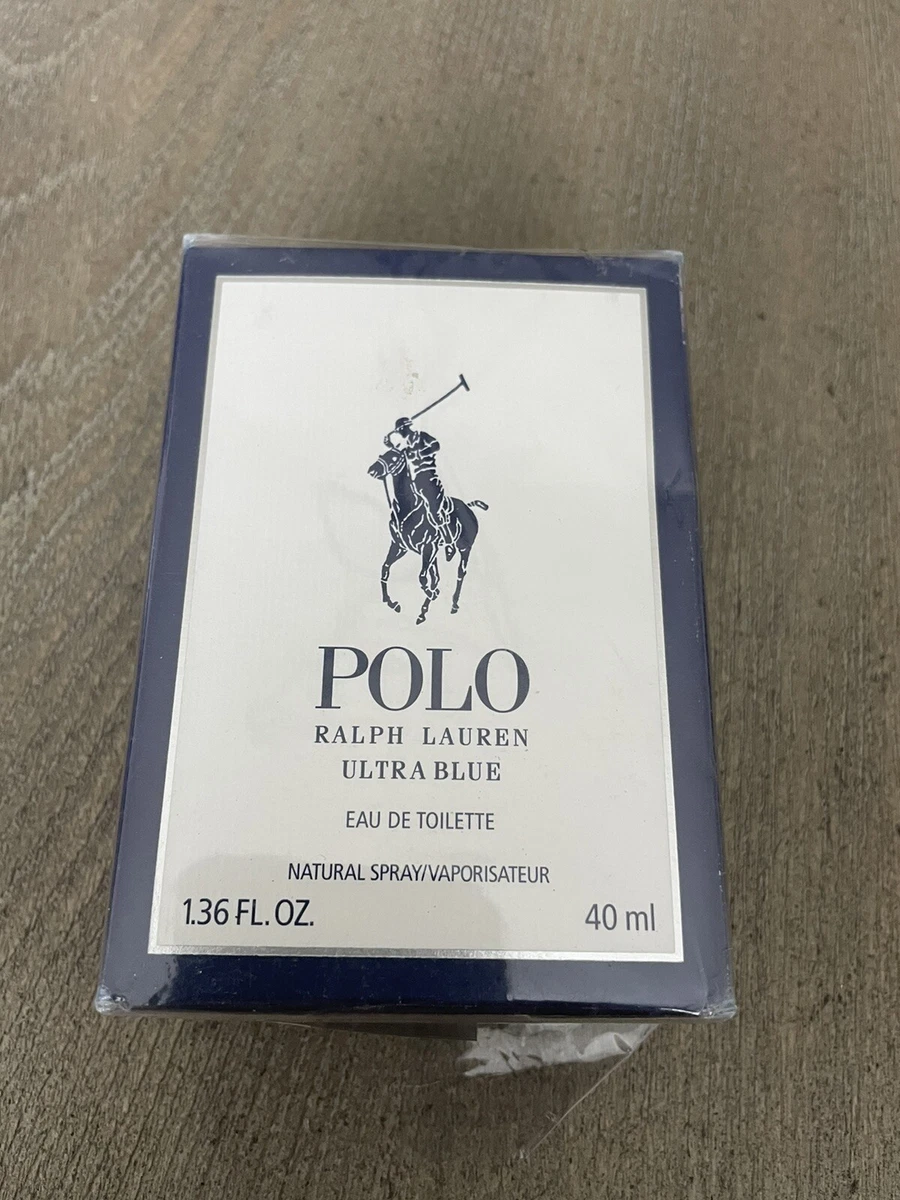 POLO
RALPH LAUREN
ULTRA BLUE
EAU DE TOILETTE
NATURAL SPRAY/VAPORISATEUR
1.36 FL. OZ. 40 ml